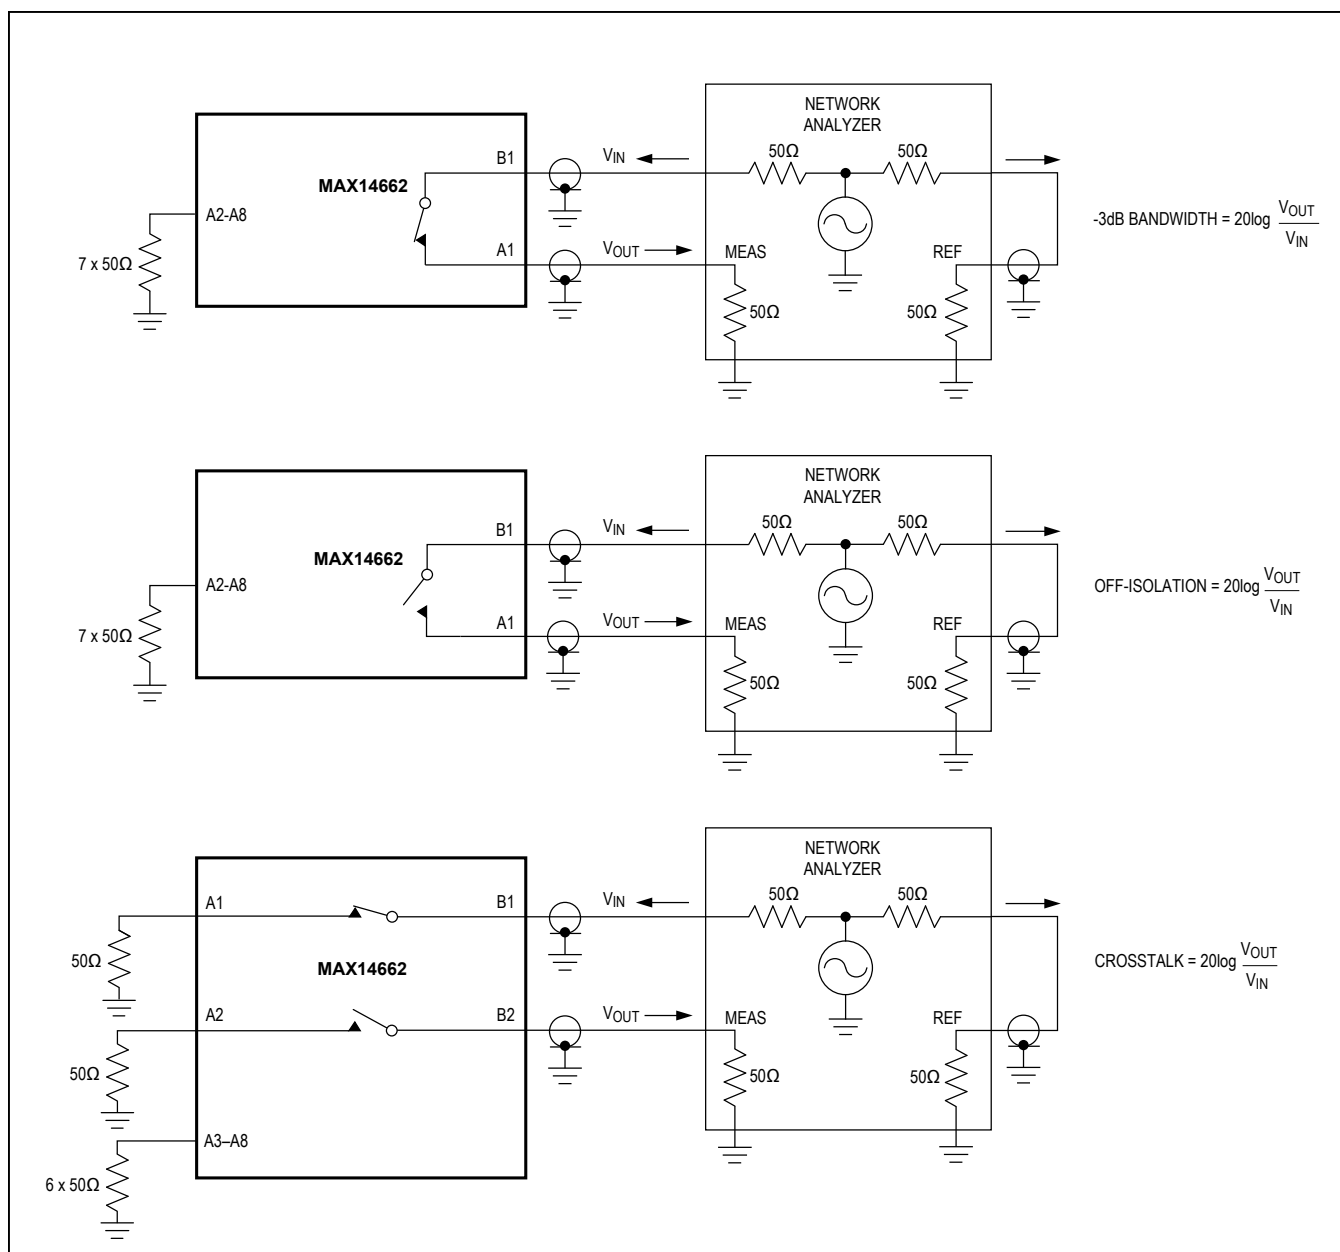 NETWORK
ANALYZER
50Ω
50Ω
B1
VIN
MAX14662
A2-A8
-3dB BANDWIDTH = 20log VOUT
VIN
A1
VOUT
MEAS
REF
7 x 50Ω
50Ω
50Ω
NETWORK
ANALYZER
50Ω
50Ω
B1
VIN
MAX14662
A2-A8
OFF-ISOLATION = 20log VOUT
VIN
A1
VOUT
MEAS
REF
7 x 50Ω
50Ω
50Ω
NETWORK
ANALYZER
50Ω
50Ω
A1
B1
VIN
50Ω
MAX14662
CROSSTALK = 20log VOUT
VIN
A2
B2
VOUT
MEAS
REF
50Ω
50Ω
50Ω
A3–A8
6 x 50Ω